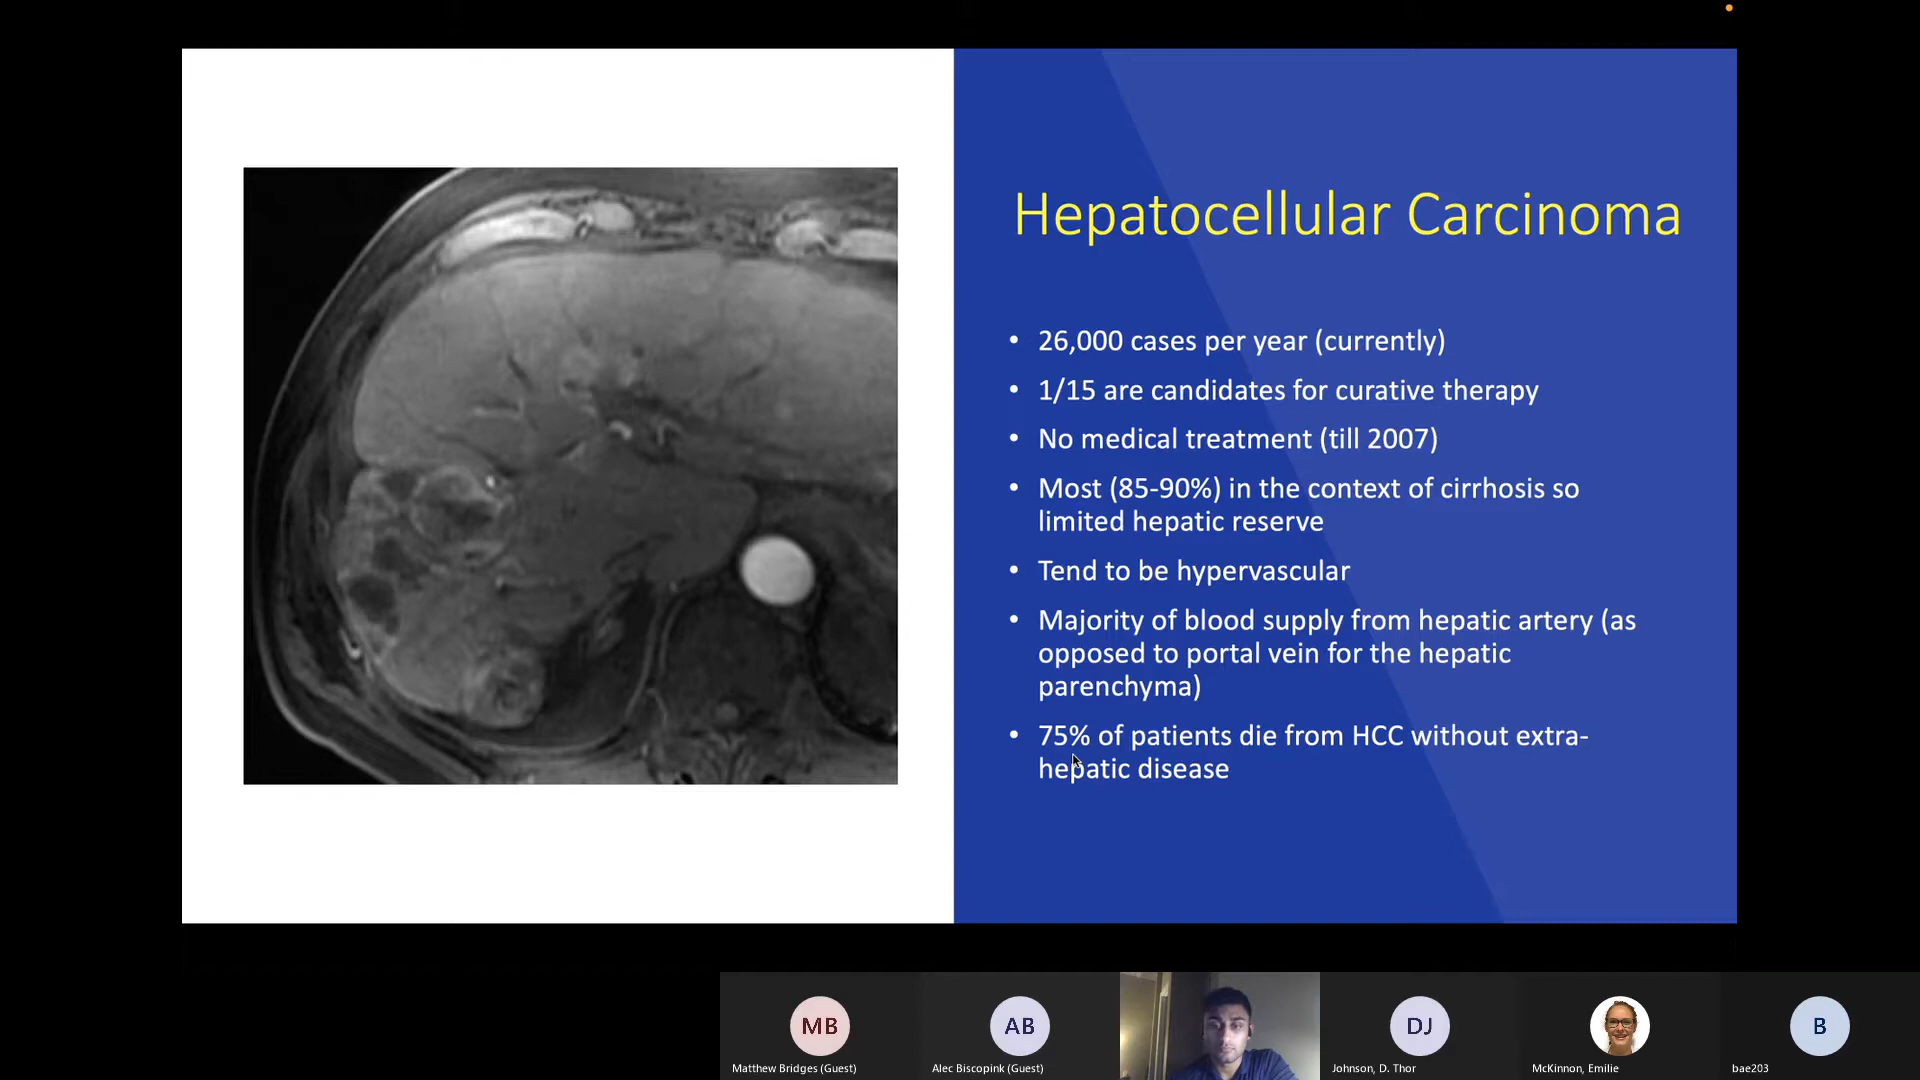 Hepatocellular Carcinoma
• 26,000 cases per year (currently)
• 1/15 are candidates for curative therapy
• No medical treatment (till 2007)
• Most (85-90%) in the context of cirrhosis so
limited hepatic reserve
• Tend to be hypervascular
• Majority of blood supply from hepatic artery (as
opposed to portal vein for the hepatic
parenchyma)
• 75% of patients die from HCC without extra-
hepatic disease
MB
AB
DJ
B
Matthew Bridges (Guest)
Alec Biscopink (Guest)
Johnson, D. Thor
McKinnon, Emilie
bae203